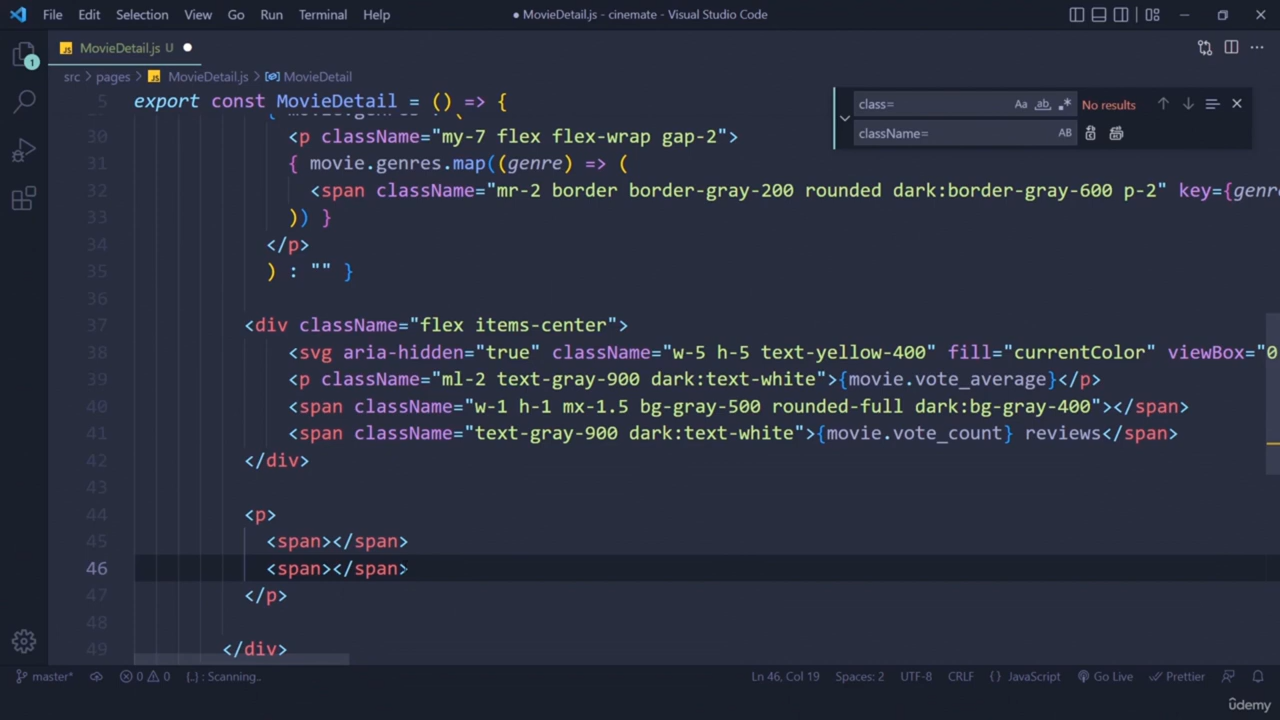 File Edit Selection View Go Run Terminal Help ● MovieDetail.js - cinemate - Visual Studio Code
1
JS MovieDetail.js U ●
src > pages > JS MovieDetail.js > MovieDetail
5 export const MovieDetail = () => {
class= Aa ab .* No results
className= AB
30 <p className="my-7 flex flex-wrap gap-2">
31 { movie.genres.map((genre) => (
32 <span className="mr-2 border border-gray-200 rounded dark:border-gray-600 p-2" key={genre
33 )) }
34 </p>
35 ) : "" }
36
37 <div className="flex items-center">
38 <svg aria-hidden="true" className="w-5 h-5 text-yellow-400" fill="currentColor" viewBox="0
39 <p className="ml-2 text-gray-900 dark:text-white">{movie.vote_average}</p>
40 <span className="w-1 h-1 mx-1.5 bg-gray-500 rounded-full dark:bg-gray-400"></span>
41 <span className="text-gray-900 dark:text-white">{movie.vote_count} reviews</span>
42 </div>
43
44 <p>
45 <span></span>
46 <span></span>
47 </p>
48
49 </div>
master* 0 0 {..} : Scanning.. Ln 46, Col 19 Spaces: 2 UTF-8 CRLF {} JavaScript Go Live Prettier
ûdemy